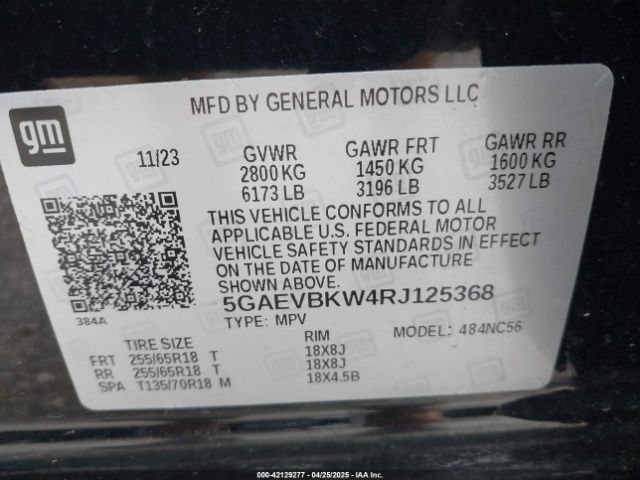 MFD BY GENERAL MOTORS LLC
gm
11/23
GVWR GAWR FRT GAWR RR
2800 KG 1450 KG 1600 KG
6173 LB 3196 LB 3527 LB
THIS VEHICLE CONFORMS TO ALL
APPLICABLE U.S. FEDERAL MOTOR
VEHICLE SAFETY STANDARDS IN EFFECT
ON THE DATE OF MANUFACTURE
SHOWN ABOVE.
384A
5GAEVBKW4RJ125368
TYPE: MPV MODEL: 484NC56
TIRE SIZE RIM
FRT 255/65R18 T 18X8J
RR 255/65R18 T 18X8J
SPA T135/70R18 M 18X4.5B
000-42129277 - 04/25/2025 - IAA Inc.